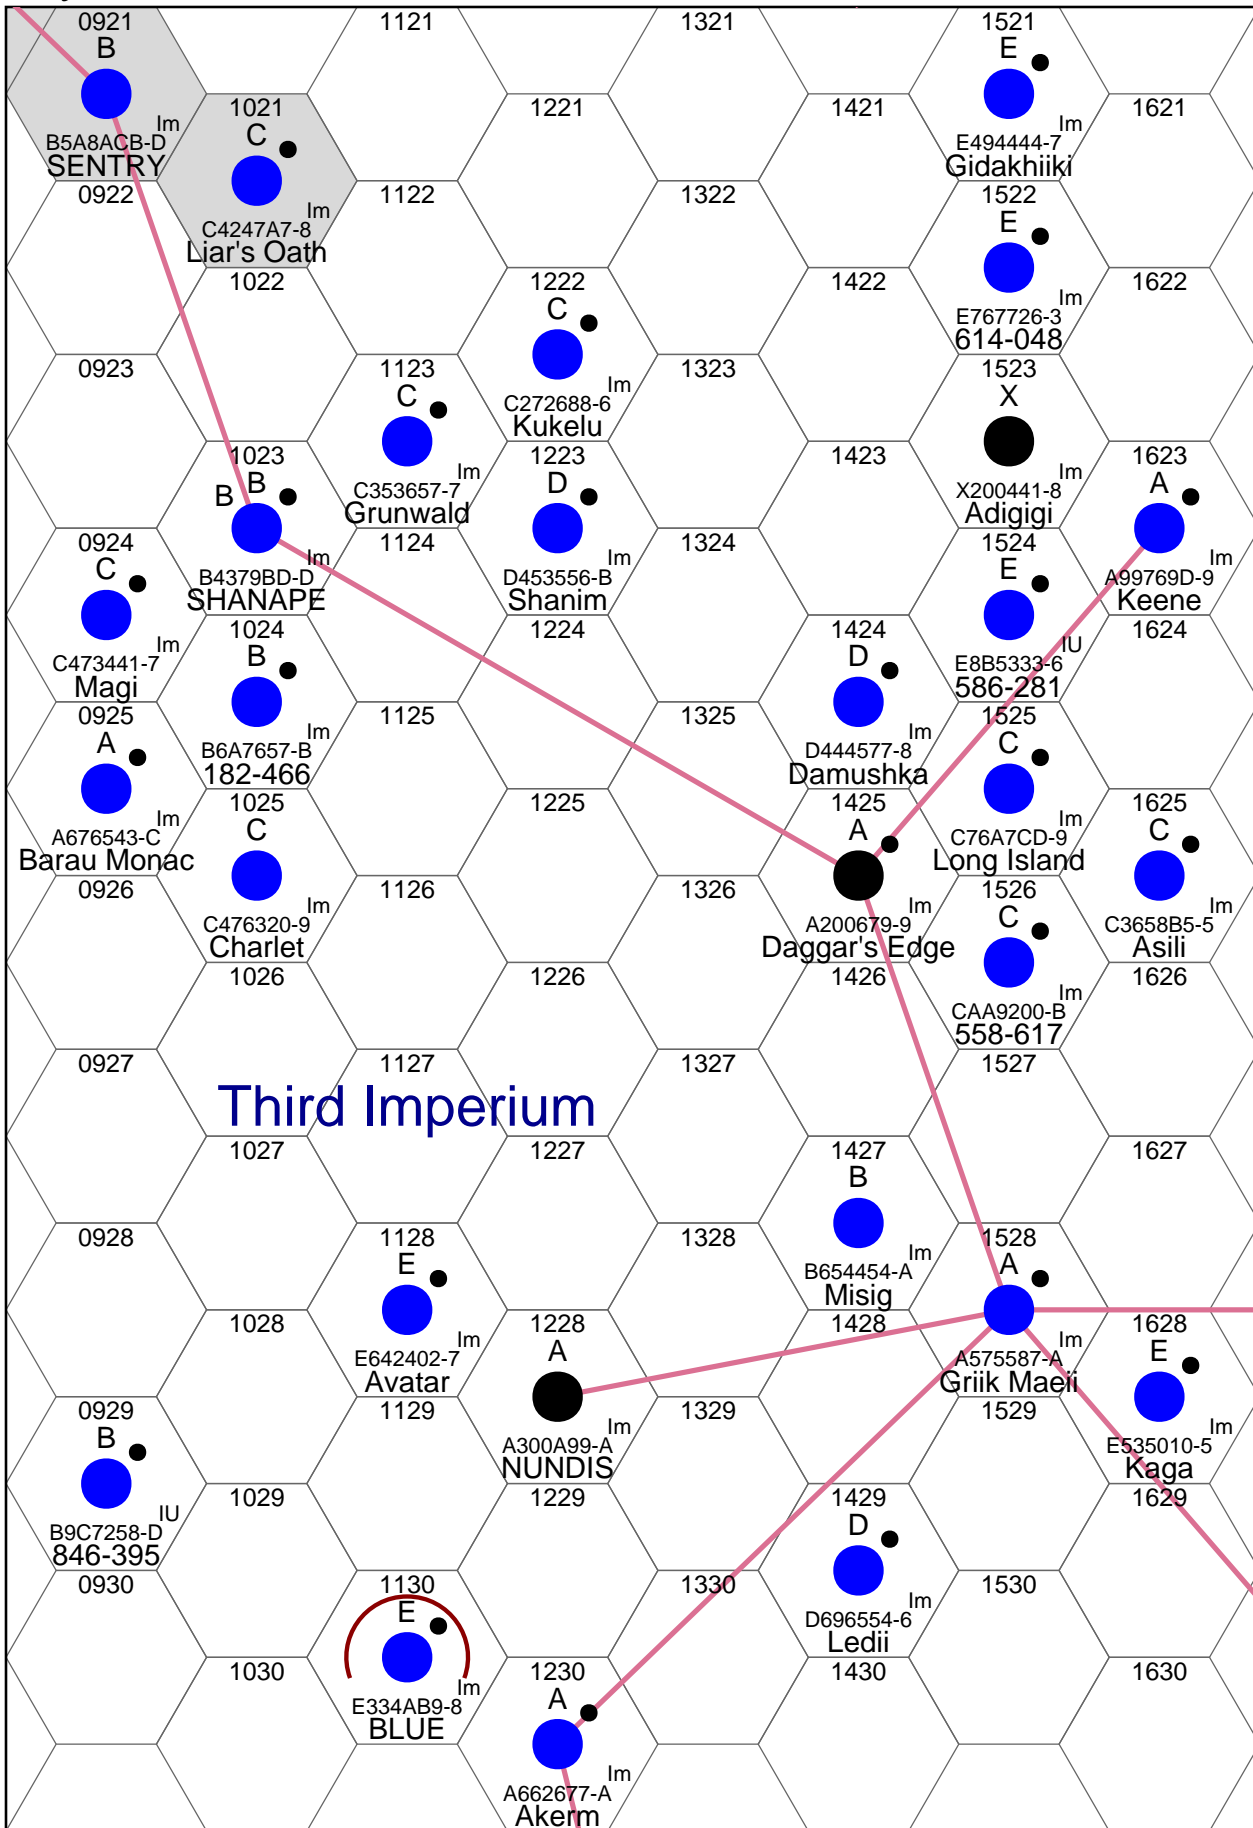 0921
B
Im
B5A8ACB-D
SENTRY
1121
1321
1521
E
Im
E494444-7
Gidakhiiki
1021
C
Im
C4247A7-8
Liar's Oath
1221
1421
1621
0922
1122
1322
1522
E
Im
E767726-3
614-048
1022
1222
C
Im
C272688-6
Kukelu
1422
1622
0923
1123
C
Im
C353657-7
Grunwald
1323
1523
X
Im
X200441-8
Adigigi
1023
B
B
Im
B4379BD-D
SHANAPE
1223
D
Im
D453556-B
Shanim
1423
1623
A
Im
A99769D-9
Keene
0924
C
Im
C473441-7
Magi
1124
1324
1524
E
IU
E8B5333-6
586-281
1024
B
Im
B6A7657-B
182-466
1224
1424
D
Im
D444577-8
Damushka
1624
0925
A
Im
A676543-C
Barau Monac
1125
1325
1525
C
Im
C76A7CD-9
Long Island
1025
C
Im
C476320-9
Charlet
1225
1425
A
Im
A200679-9
Daggar's Edge
1625
C
Im
C3658B5-5
Asili
0926
1126
1326
1526
C
Im
CAA9200-B
558-617
1026
1226
1426
1626
0927
1127
1327
1527
Third Imperium
1027
1227
1427
B
Im
B654454-A
Misig
1627
0928
1128
E
Im
E642402-7
Avatar
1328
1528
A
Im
A575587-A
Griik Maeii
1028
1228
A
Im
A300A99-A
NUNDIS
1428
1628
E
Im
E535010-5
Kaga
0929
B
IU
B9C7258-D
846-395
1129
1329
1529
1029
1229
1429
D
Im
D696554-6
Ledii
1629
0930
1130
E
Im
E334AB9-8
BLUE
1330
1530
1030
1230
A
Im
A662677-A
Akerm
1430
1630